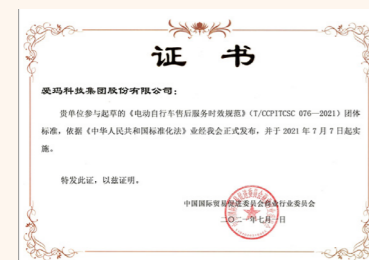 证 书
爱玛科技集团股份有限公司：
贵单位参与起草的《电动自行车售后服务时效规范》（T/CCPITCSC 076—2021）团体
标准，依据《中华人民共和国标准化法》业经我会正式发布，并于 2021 年 7 月 7 日起实
施。
特发此证，以兹证明。
中国国际贸易促进委员会商业行业委员会
二〇二一年七月 日